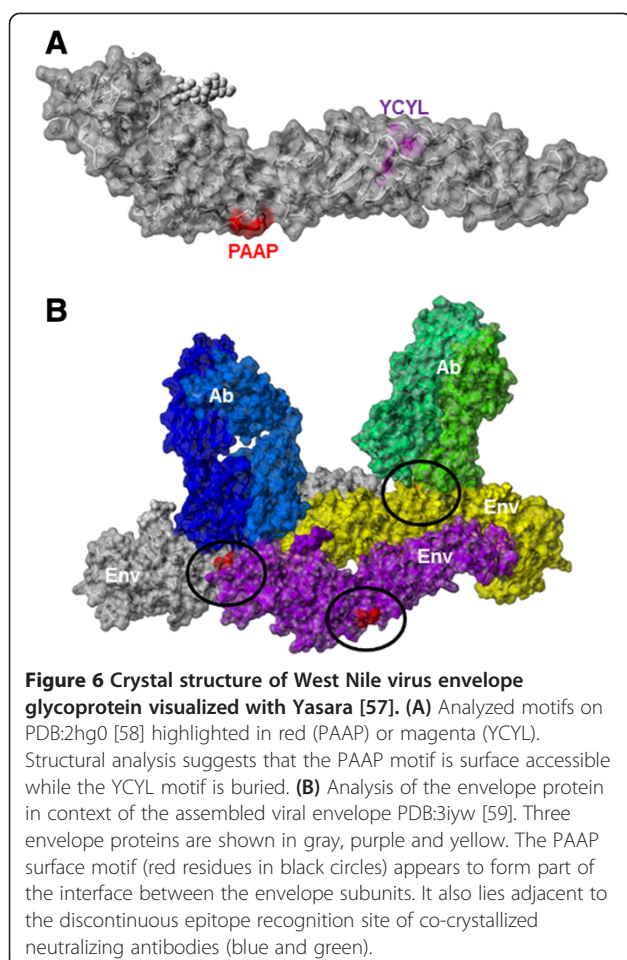 A
YCYL
PAAP
B
Ab
Ab
Env
Env
Env
Figure 6 Crystal structure of West Nile virus envelope
glycoprotein visualized with Yasara [57]. (A) Analyzed motifs on
PDB:2hg0 [58] highlighted in red (PAAP) or magenta (YCYL).
Structural analysis suggests that the PAAP motif is surface accessible
while the YCYL motif is buried. (B) Analysis of the envelope protein
in context of the assembled viral envelope PDB:3iyw [59]. Three
envelope proteins are shown in gray, purple and yellow. The PAAP
surface motif (red residues in black circles) appears to form part of
the interface between the envelope subunits. It also lies adjacent to
the discontinuous epitope recognition site of co-crystallized
neutralizing antibodies (blue and green).